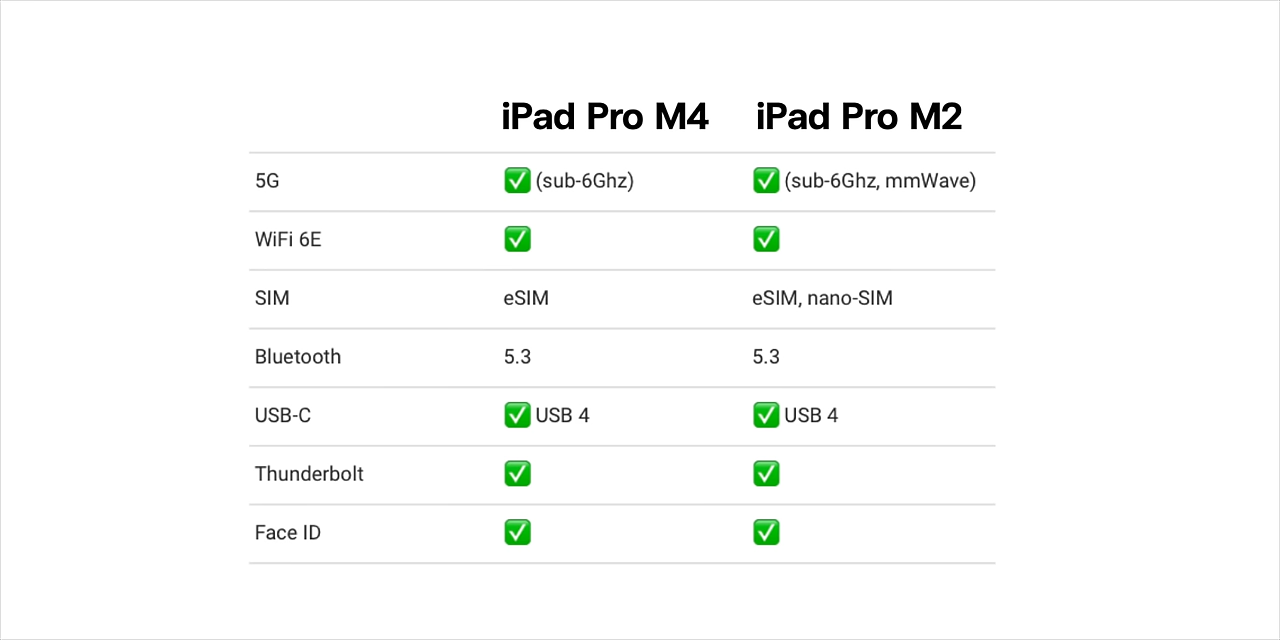 iPad Pro M4 iPad Pro M2
5G ✅ (sub-6Ghz) ✅ (sub-6Ghz, mmWave)
WiFi 6E ✅ ✅
SIM eSIM eSIM, nano-SIM
Bluetooth 5.3 5.3
USB-C ✅ USB 4 ✅ USB 4
Thunderbolt ✅ ✅
Face ID ✅ ✅